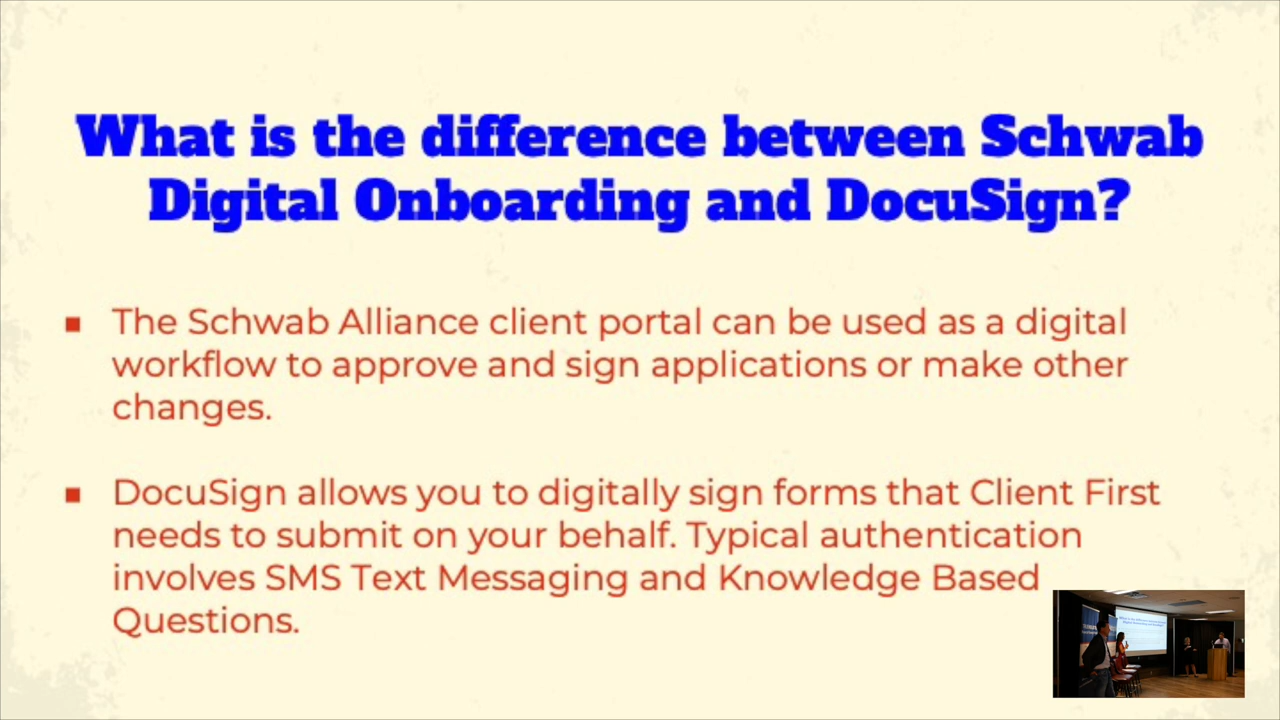 What is the difference between Schwab
Digital Onboarding and DocuSign?
▪ The Schwab Alliance client portal can be used as a digital
workflow to approve and sign applications or make other
changes.
▪ DocuSign allows you to digitally sign forms that Client First
needs to submit on your behalf. Typical authentication
involves SMS Text Messaging and Knowledge Based
Questions.